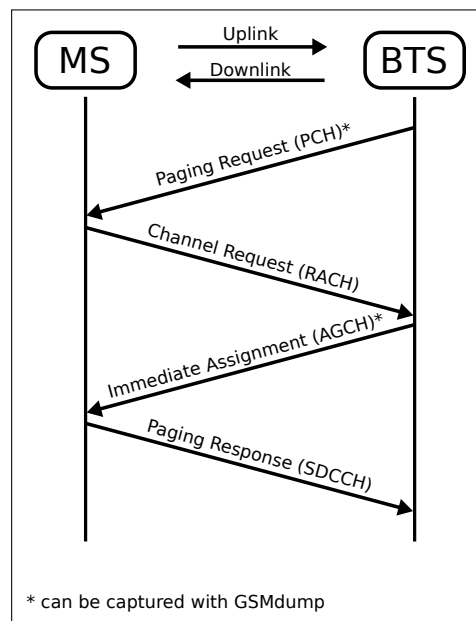 MS
Uplink
Downlink
BTS
Paging Request (PCH)*
Channel Request (RACH)
Immediate Assignment (AGCH)*
Paging Response (SDCCH)
* can be captured with GSMdump